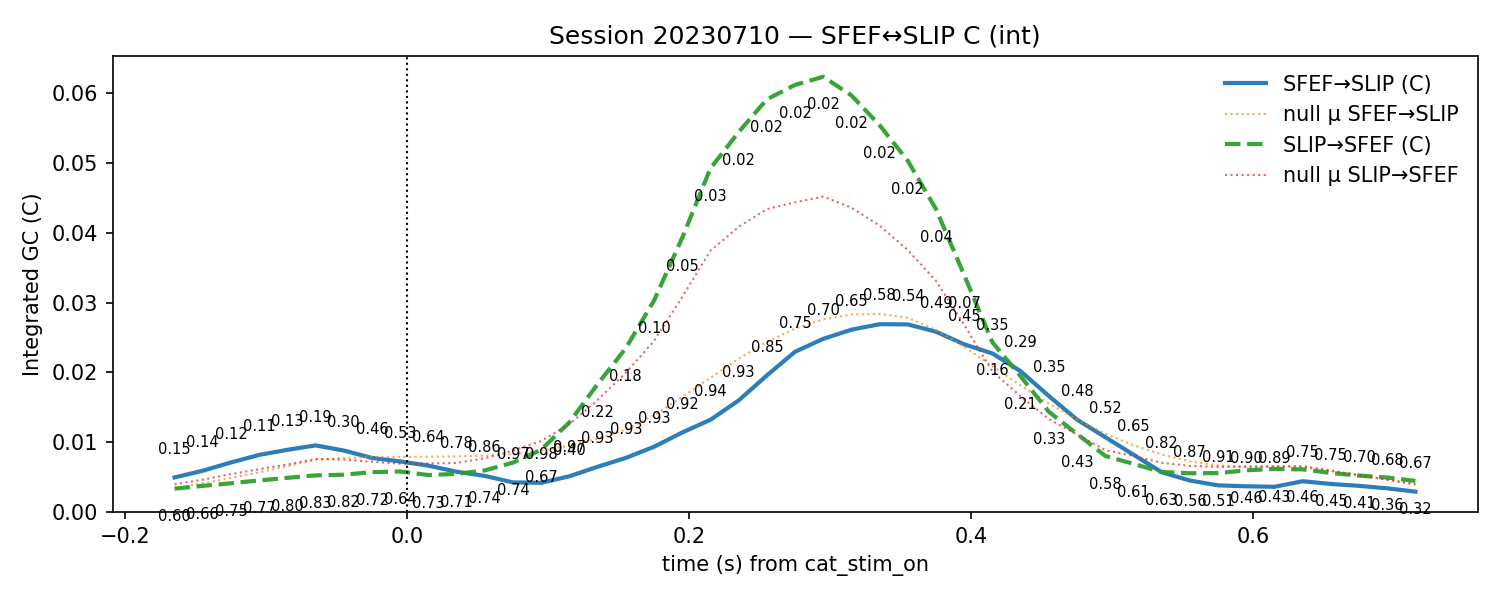 Session 20230710 — SFEF↔SLIP C (int)
Integrated GC (C)
0.06
0.05
0.04
0.03
0.02
0.01
0.00
SFEF→SLIP (C)
null μ SFEF→SLIP
SLIP→SFEF (C)
null μ SLIP→SFEF
0.15 0.14 0.12 0.11 0.13 0.19 0.30 0.46 0.53 0.64 0.78 0.86 0.97 0.98 0.97 0.93 0.93 0.93 0.92 0.94 0.93 0.85 0.75 0.70 0.65 0.58 0.54 0.49 0.45 0.35 0.29 0.35 0.48 0.52 0.65 0.82 0.87 0.91 0.90 0.89 0.75 0.75 0.70 0.68 0.67
0.60 0.66 0.75 0.77 0.80 0.83 0.82 0.72 0.64 0.73 0.71 0.74 0.74 0.67 0.40 0.22 0.18 0.10 0.05 0.03 0.02 0.02 0.02 0.02 0.02 0.02 0.02 0.04 0.07 0.16 0.21 0.33 0.43 0.58 0.61 0.63 0.56 0.51 0.46 0.43 0.46 0.45 0.41 0.36 0.32
−0.2 0.0 0.2 0.4 0.6
time (s) from cat_stim_on